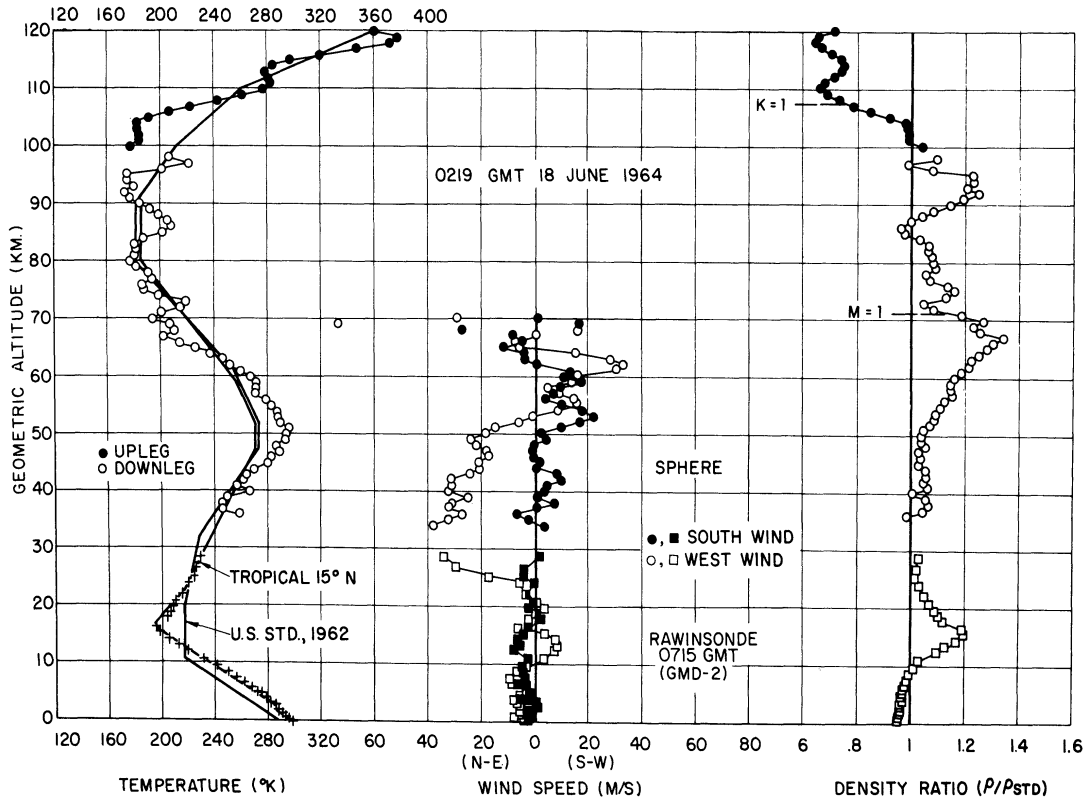 120 160 200 240 280 320 360 400
120
110
100
90
80
70
60
50
40
30
20
10
0
GEOMETRIC ALTITUDE (KM.)
K=1
0219 GMT 18 JUNE 1964
M=1
● UPLEG
○ DOWNLEG
SPHERE
●, ■ SOUTH WIND
○, □ WEST WIND
TROPICAL 15° N
U.S. STD., 1962
RAWINSONDE
0715 GMT
(GMD-2)
120 160 200 240 280 320 60 40 20 0 20 40 60 80 .6 .8 1 1.2 1.4 1.6
(N-E) (S-W)
TEMPERATURE (°K) WIND SPEED (M/S) DENSITY RATIO (ρ/ρSTD)